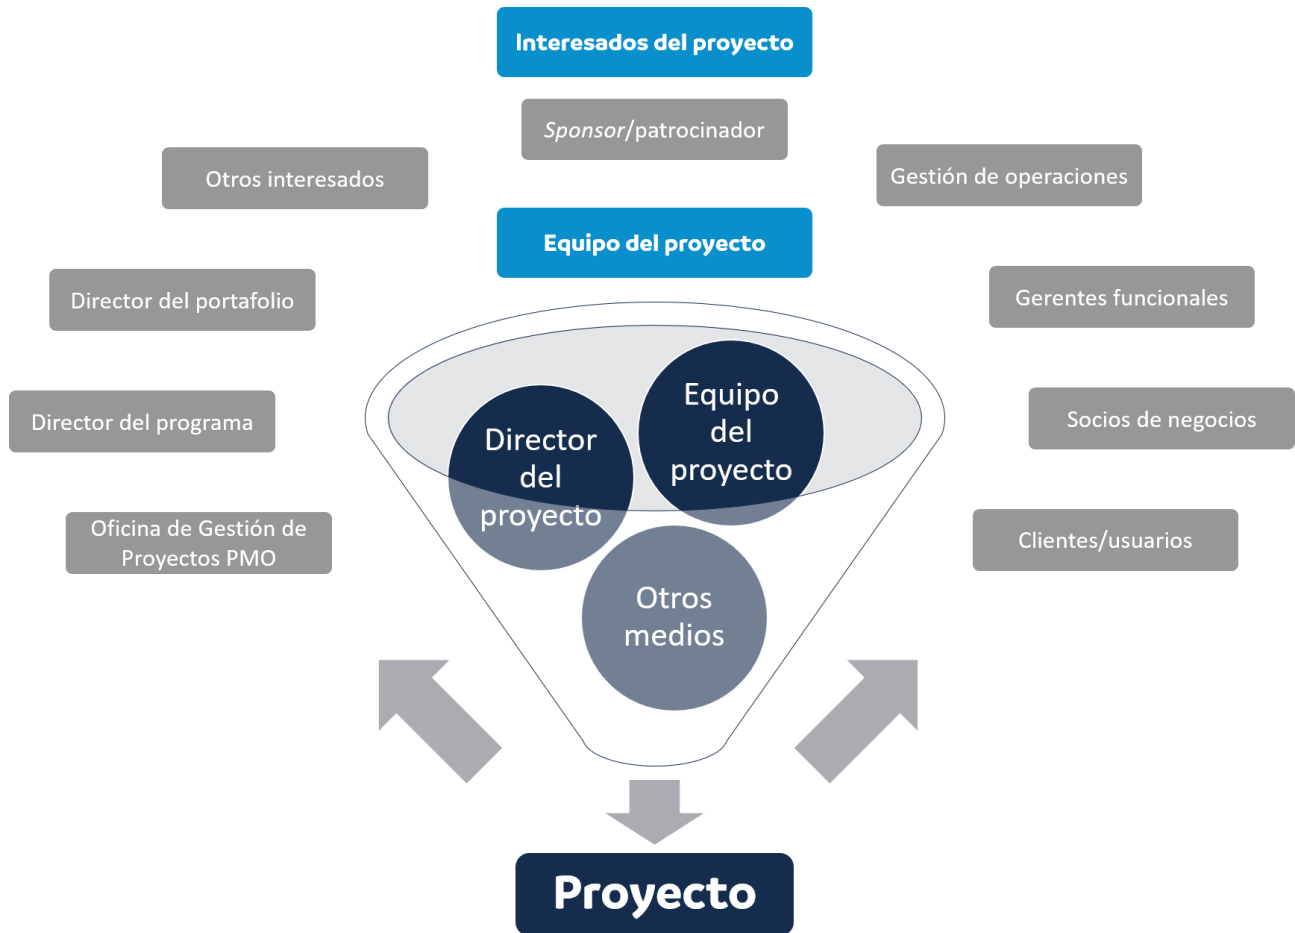 Interesados del proyecto
Sponsor/patrocinador
Otros interesados
Gestión de operaciones
Equipo del proyecto
Director del portafolio
Gerentes funcionales
Director del programa
Socios de negocios
Oficina de Gestión de
Proyectos PMO
Clientes/usuarios
Director
del
proyecto
Equipo
del
proyecto
Otros
medios
Proyecto